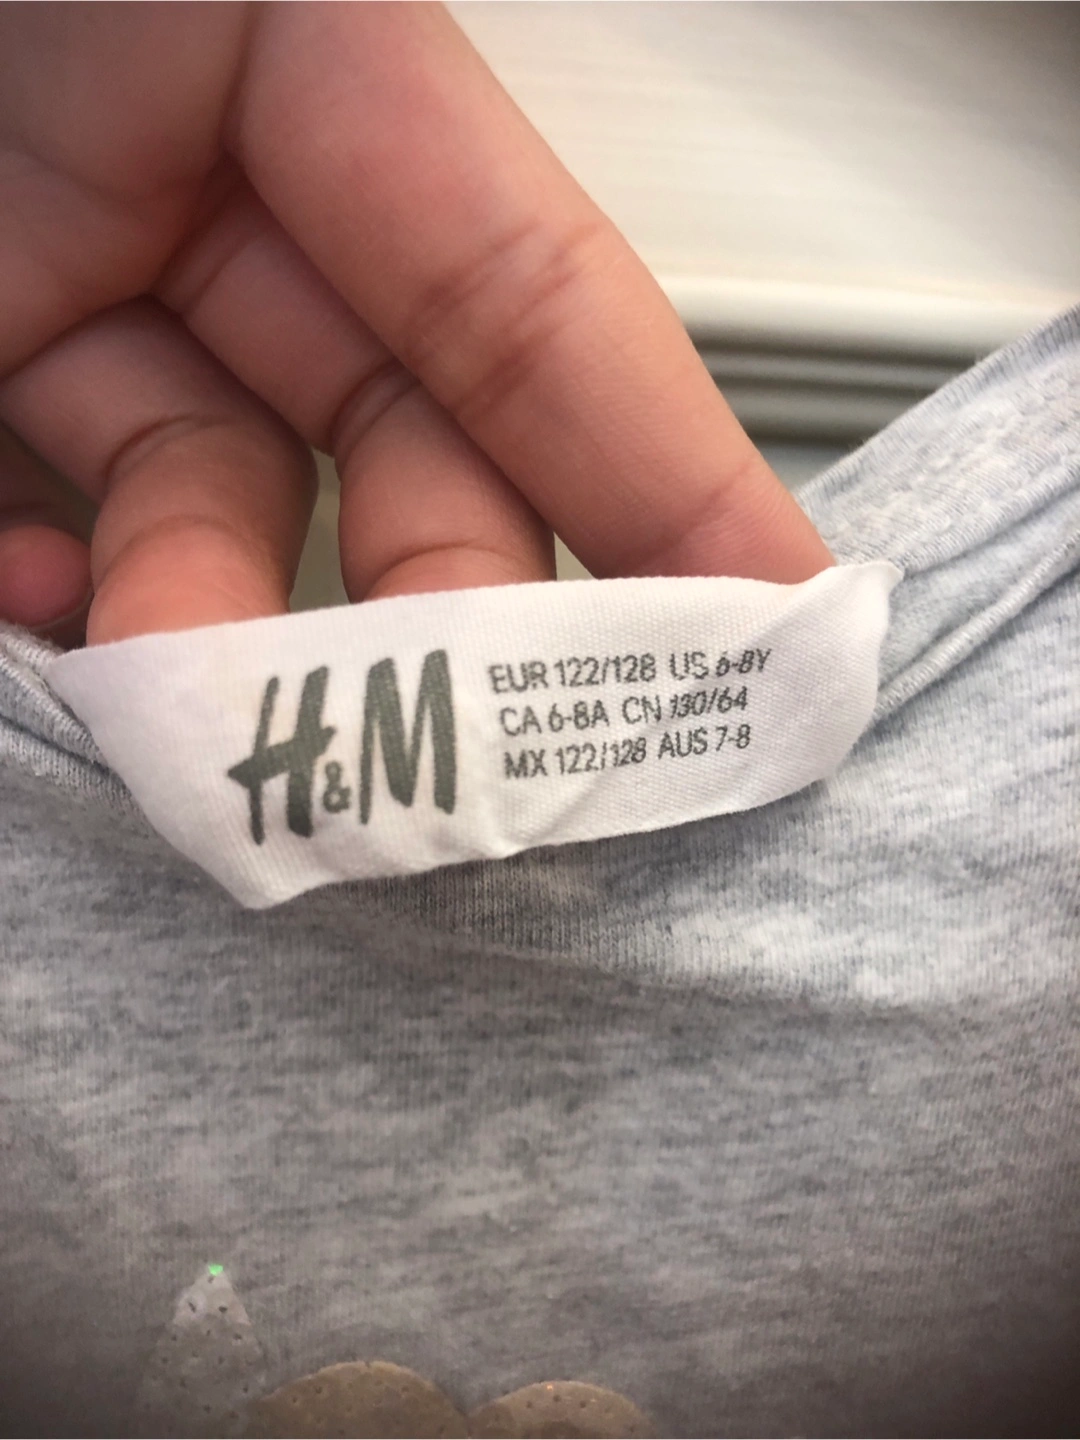 H&M
EUR 122/128 US 6-8Y
CA 6-8A CN 130/64
MX 122/128 AUS 7-8